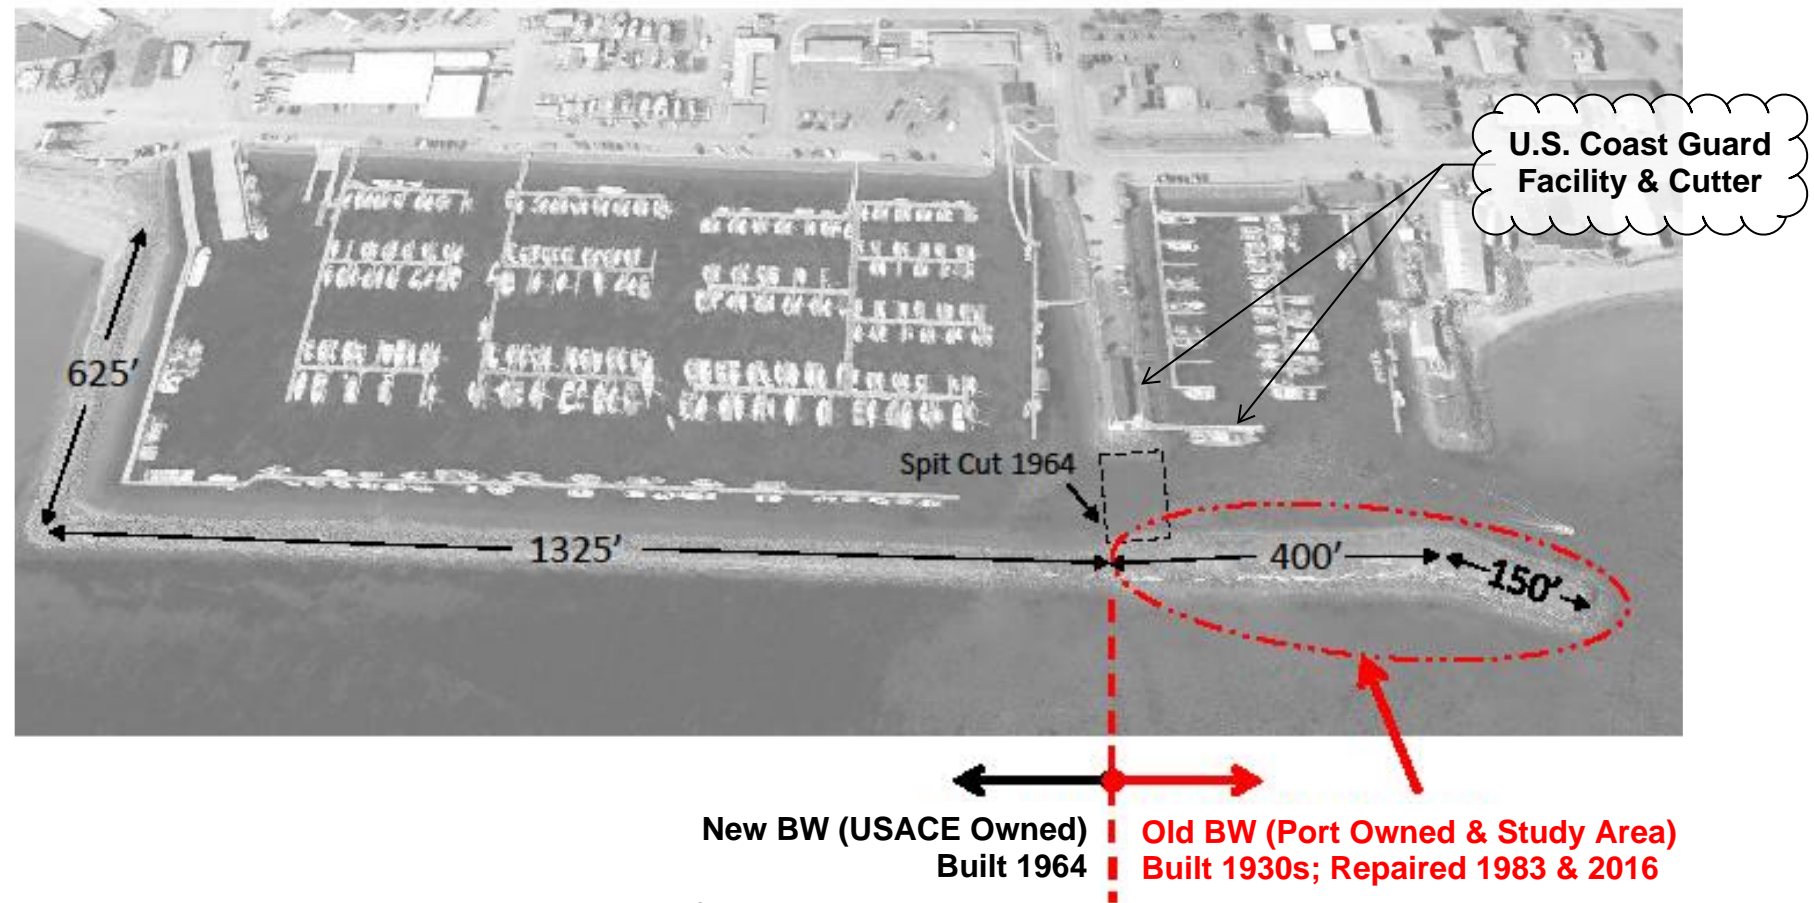 U.S. Coast Guard
Facility & Cutter
625′
Spit Cut 1964
1325′
400′
150′
New BW (USACE Owned)
Built 1964
Old BW (Port Owned & Study Area)
Built 1930s; Repaired 1983 & 2016